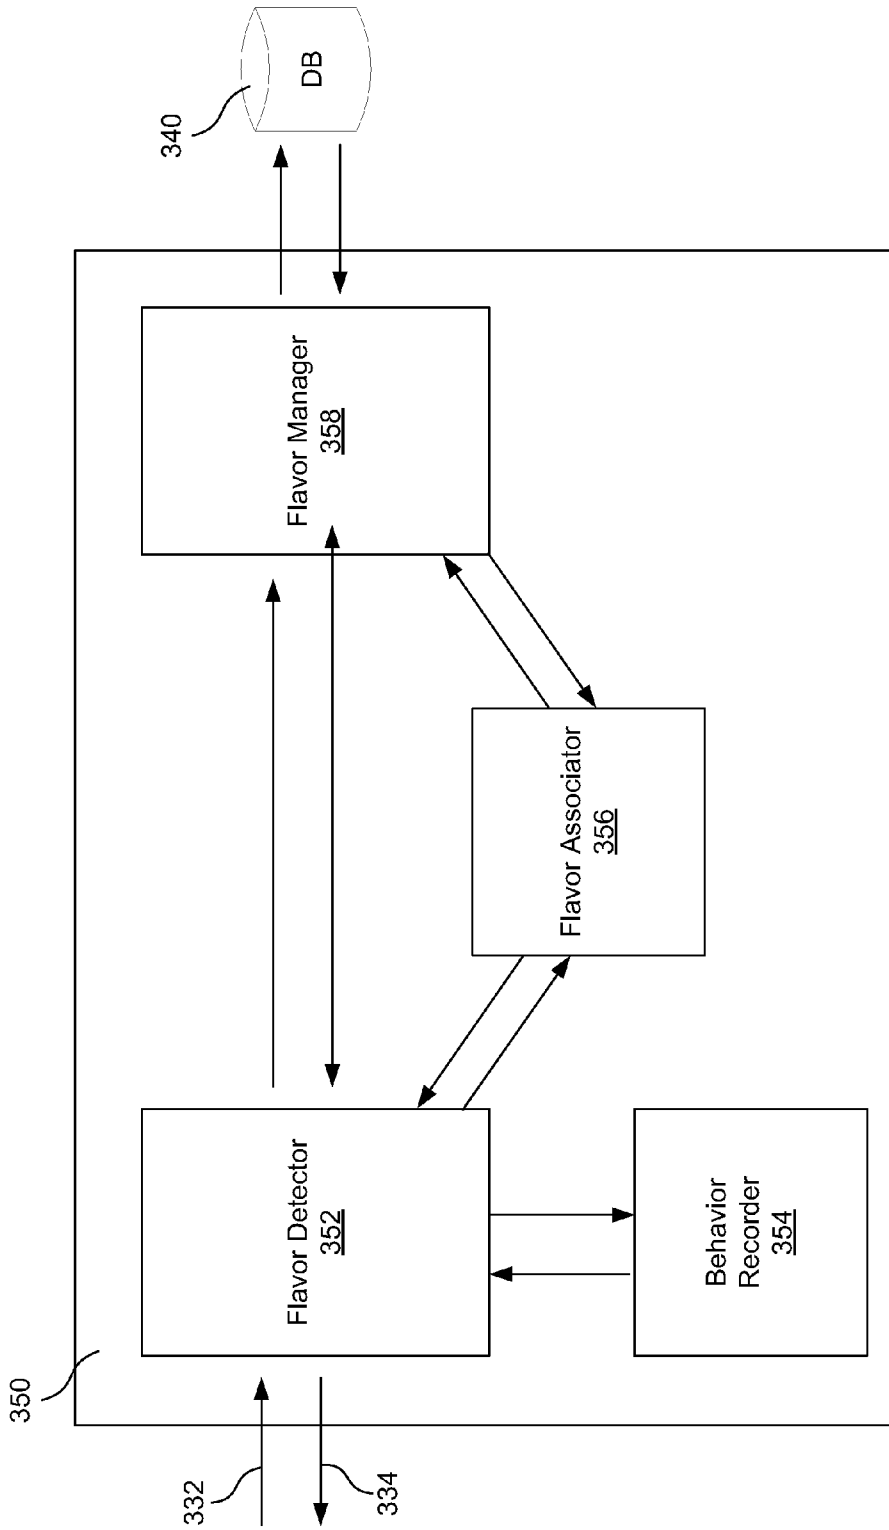 350
332
334
Flavor Detector
352
Behavior
Recorder
354
Flavor Associator
356
Flavor Manager
358
340
DB